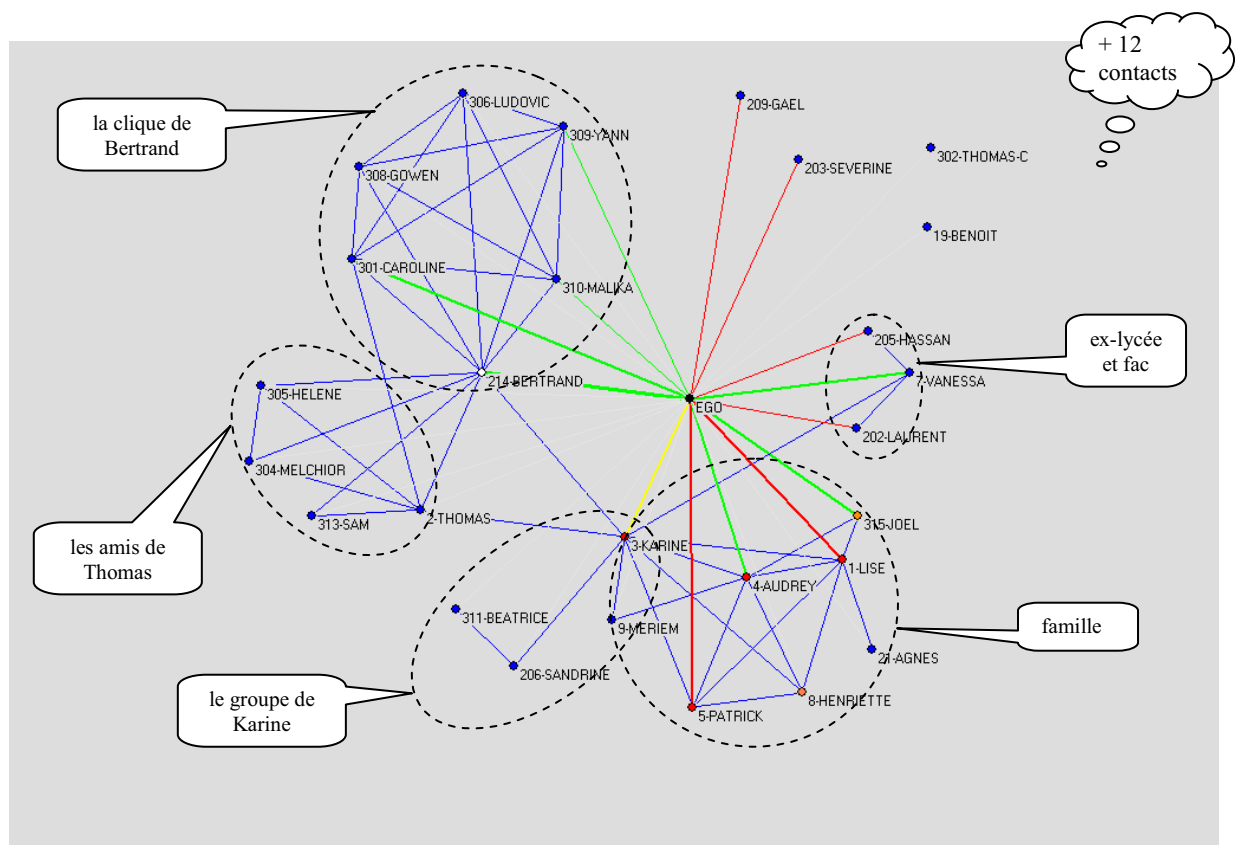 + 12
contacts
la clique de
Bertrand
306-LUDOVIC
209-GAEL
309-YANN
302-THOMAS-C
203-SEVERINE
308-GOWEN
19-BENOIT
301-CAROLINE
310-MALIKA
205-HASSAN
ex-lycée
et fac
7-VANESSA
214-BERTRAND
305-HELENE
EGO
202-LAURENT
304-MELCHIOR
313-SAM
2-THOMAS
315-JOEL
les amis de
Thomas
3-KARINE
1-LISE
4-AUDREY
311-BEATRICE
9-MERIEM
famille
21-AGNES
206-SANDRINE
le groupe de
Karine
8-HENRIETTE
5-PATRICK